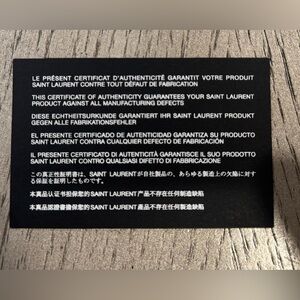 LE PRÉSENT CERTIFICAT D'AUTHENTICITÉ GARANTIT VOTRE PRODUIT
SAINT LAURENT CONTRE TOUT DÉFAUT DE FABRICATION
THIS CERTIFICATE OF AUTHENTICITY GUARANTEES YOUR SAINT LAURENT
PRODUCT AGAINST ALL MANUFACTURING DEFECTS
DIESE ECHTHEITSURKUNDE GARANTIERT IHR SAINT LAURENT PRODUKT
GEGEN ALLE FABRIKATIONSFEHLER
EL PRESENTE CERTIFICADO DE AUTENTICIDAD GARANTIZA SU PRODUCTO
SAINT LAURENT CONTRA CUALQUIER DEFECTO DE FABRICACIÓN
IL PRESENTE CERTIFICATO DI AUTENTICITÀ GARANTISCE IL SUO PRODOTTO
SAINT LAURENT CONTRO QUALSIASI DIFETTO DI FABBRICAZIONE
この真正性証明書は、SAINT LAURENTが自社製品の、あらゆる製造上の欠陥に対す
る保証を証明したものです。
本真品认证书担保您的SAINT LAURENT产品不存在任何制造缺陷
本真品認證書擔保您的SAINT LAURENT產品不存在任何製造缺陷